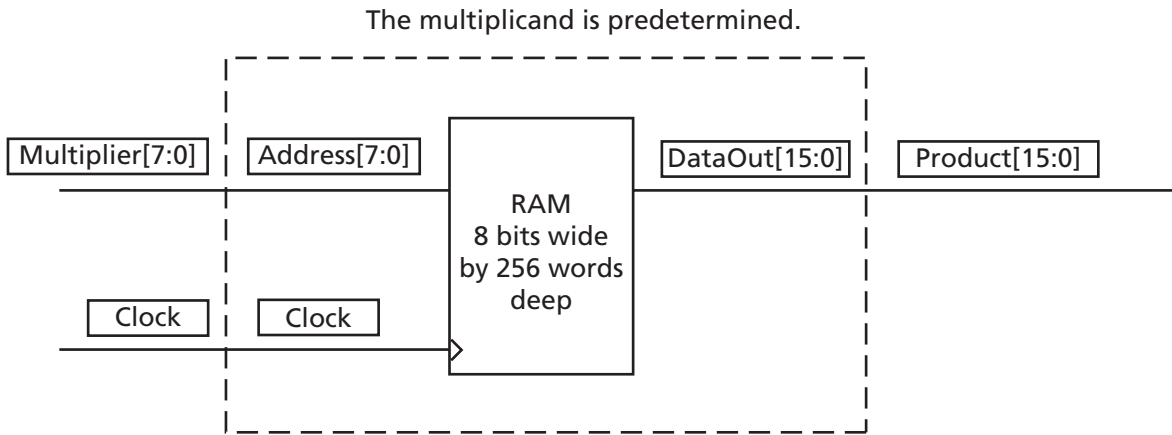 The multiplicand is predetermined.
Multiplier[7:0]
Address[7:0]
DataOut[15:0]
Product[15:0]
RAM
8 bits wide
by 256 words
deep
Clock
Clock